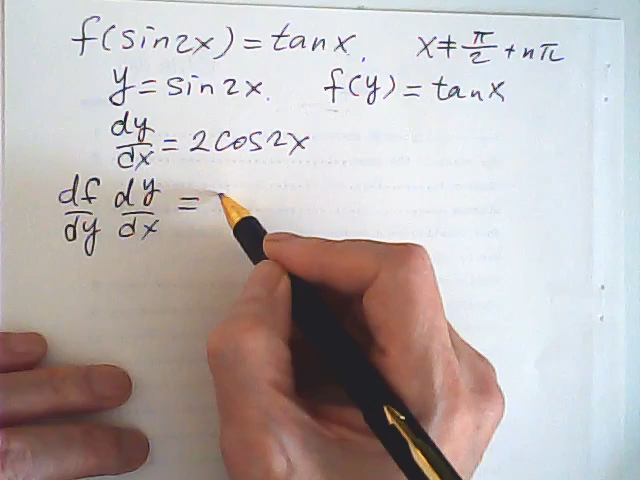 f(sin2x) = tanx, x ≠ π/2 + nπ
y = sin2x. f(y) = tanx
dy/dx = 2cos2x
df/dy dy/dx =